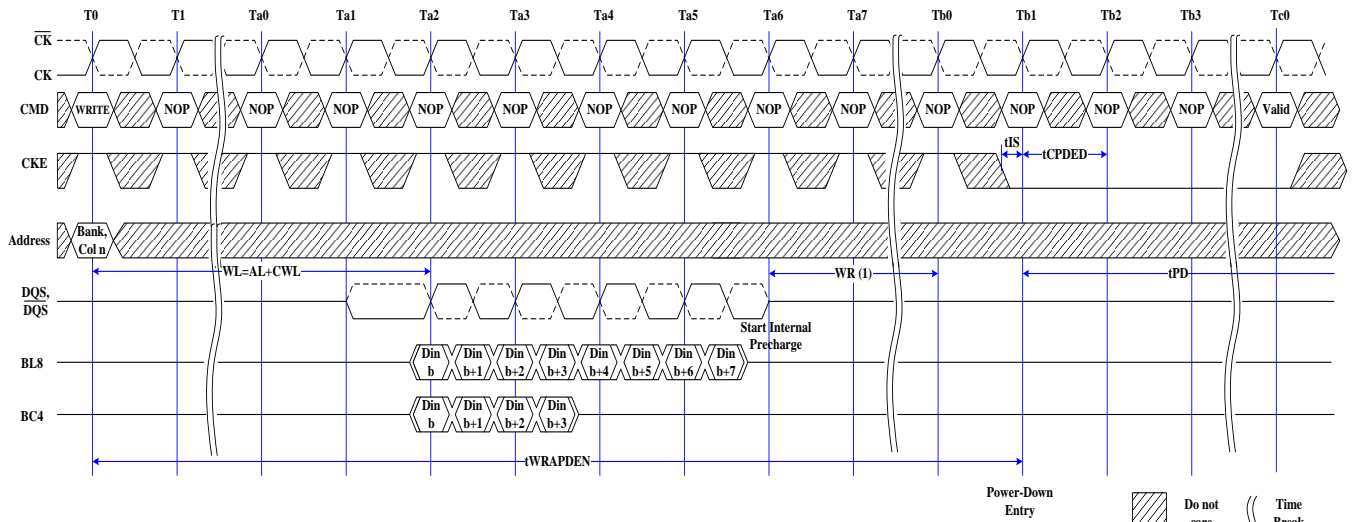 T0 T1 Ta0 Ta1 Ta2 Ta3 Ta4 Ta5 Ta6 Ta7 Tb0 Tb1 Tb2 Tb3 Tc0
CK
CK
CMD WRITE NOP NOP NOP NOP NOP NOP NOP NOP NOP NOP NOP NOP NOP Valid
tIS
CKE tCPDED
Address Bank, Col n
WL=AL+CWL WR (1) tPD
DQS,
DQS
Start Internal
Precharge
BL8 Din b Din b+1 Din b+2 Din b+3 Din b+4 Din b+5 Din b+6 Din b+7
BC4 Din b Din b+1 Din b+2 Din b+3
tWRAPDEN
Power-Down
Entry
Do not
Time